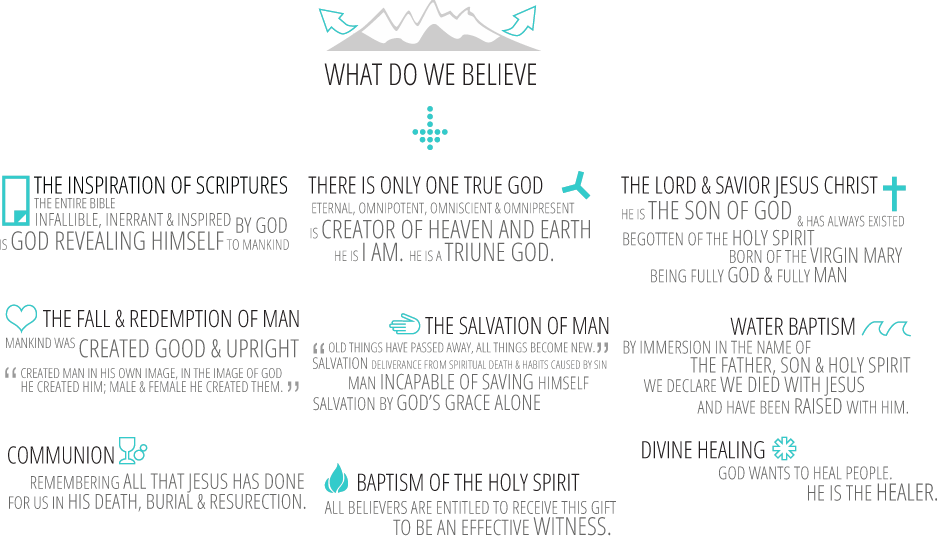 WHAT DO WE BELIEVE
THE INSPIRATION OF SCRIPTURES
THE ENTIRE BIBLE
INFALLIBLE, INERRANT & INSPIRED BY GOD
IS GOD REVEALING HIMSELF TO MANKIND
THERE IS ONLY ONE TRUE GOD
ETERNAL, OMNIPOTENT, OMNISCIENT & OMNIPRESENT
IS CREATOR OF HEAVEN AND EARTH
HE IS I AM. HE IS A TRIUNE GOD.
THE LORD & SAVIOR JESUS CHRIST
HE IS THE SON OF GOD & HAS ALWAYS EXISTED
BEGOTTEN OF THE HOLY SPIRIT
BORN OF THE VIRGIN MARY
BEING FULLY GOD & FULLY MAN
THE FALL & REDEMPTION OF MAN
MANKIND WAS CREATED GOOD & UPRIGHT
“ CREATED MAN IN HIS OWN IMAGE, IN THE IMAGE OF GOD
HE CREATED HIM; MALE & FEMALE HE CREATED THEM. ”
THE SALVATION OF MAN
“ OLD THINGS HAVE PASSED AWAY, ALL THINGS BECOME NEW. ”
SALVATION DELIVERANCE FROM SPIRITUAL DEATH & HABITS CAUSED BY SIN
MAN INCAPABLE OF SAVING HIMSELF
SALVATION BY GOD'S GRACE ALONE
WATER BAPTISM
BY IMMERSION IN THE NAME OF
THE FATHER, SON & HOLY SPIRIT
WE DECLARE WE DIED WITH JESUS
AND HAVE BEEN RAISED WITH HIM.
COMMUNION
REMEMBERING ALL THAT JESUS HAS DONE
FOR US IN HIS DEATH, BURIAL & RESURECTION.
BAPTISM OF THE HOLY SPIRIT
ALL BELIEVERS ARE ENTITLED TO RECEIVE THIS GIFT
TO BE AN EFFECTIVE WITNESS.
DIVINE HEALING
GOD WANTS TO HEAL PEOPLE.
HE IS THE HEALER.